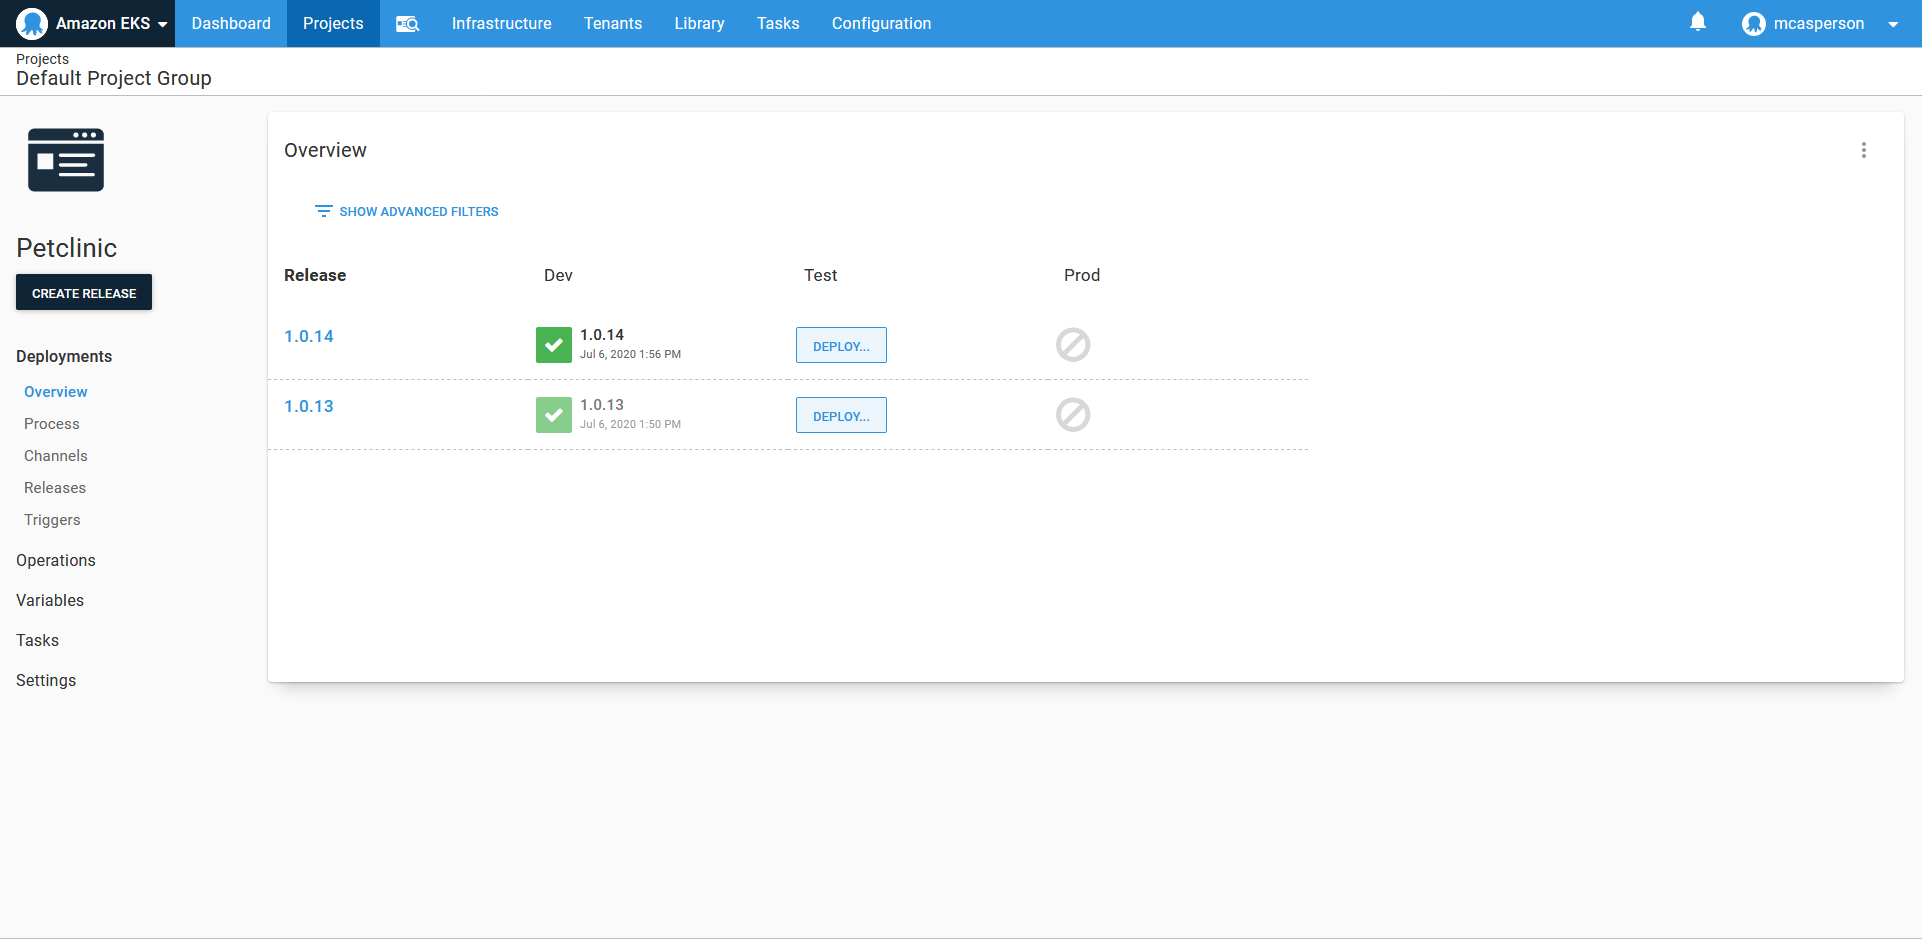 Amazon EKS Dashboard Projects Infrastructure Tenants Library Tasks Configuration mcasperson
Projects
Default Project Group
Petclinic
CREATE RELEASE
Deployments
Overview
Process
Channels
Releases
Triggers
Operations
Variables
Tasks
Settings
Overview
SHOW ADVANCED FILTERS
Release Dev Test Prod
1.0.14 1.0.14 DEPLOY...
Jul 6, 2020 1:56 PM
1.0.13 1.0.13 DEPLOY...
Jul 6, 2020 1:50 PM